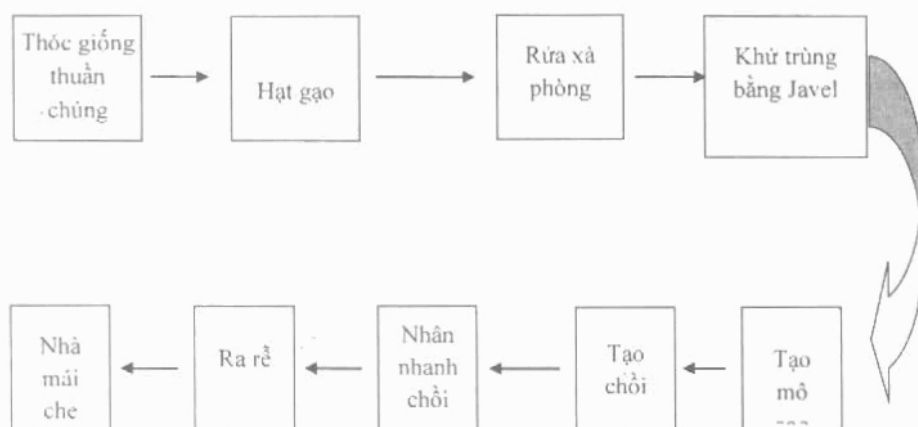 Thóc giống
thuần
chủng
Hạt gạo
Rửa xà
phòng
Khử trùng
bằng Javel
Tạo
mô
Tạo
chồi
Nhân
nhanh
chồi
Ra rễ
Nhà
mái
che